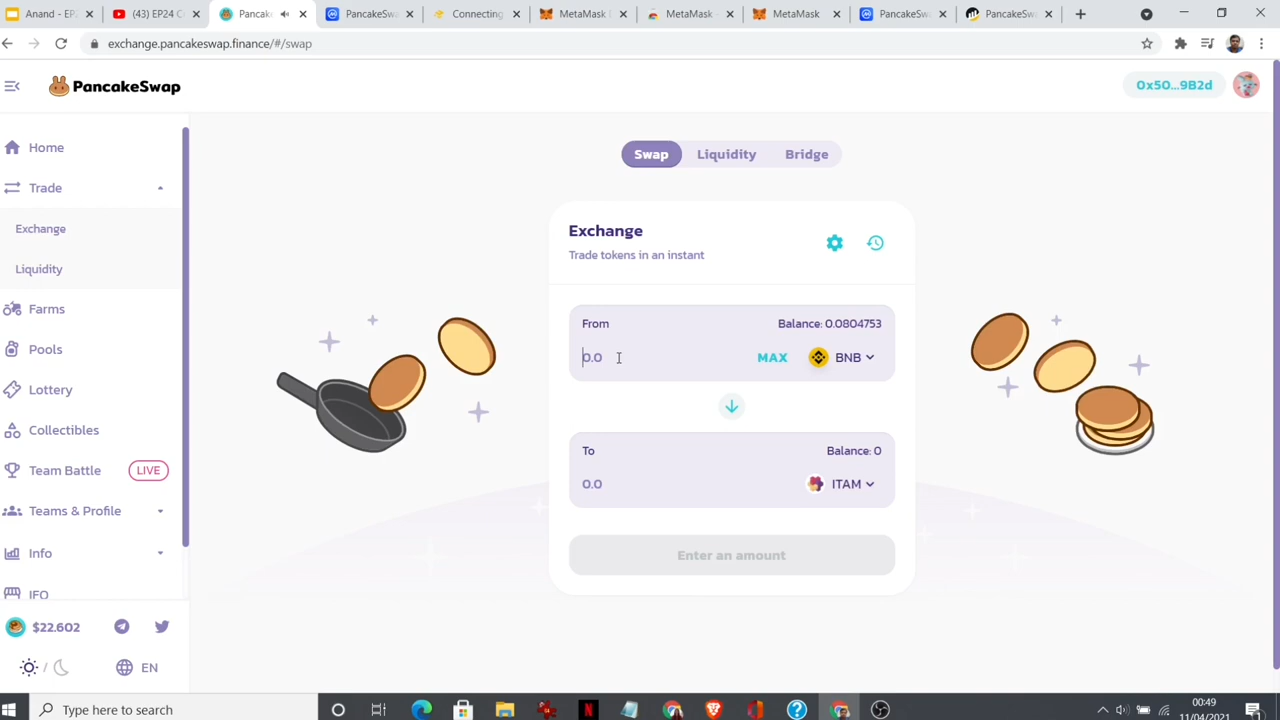 Anand - E
(43) EP24 C
Pancake
PancakeSw
Connecting
MetaMask D
MetaMask -
MetaMask
PancakeSw
PancakeSw
exchange.pancakeswap.finance/#/swap
PancakeSwap
0x50...9B2d
Home
Trade
Exchange
Liquidity
Farms
Pools
Lottery
Collectibles
Team Battle LIVE
Teams & Profile
Info
IFO
$22.602
EN
Swap Liquidity Bridge
Exchange
Trade tokens in an instant
From Balance: 0.0804753
0.0 MAX BNB
To Balance: 0
0.0 ITAM
Enter an amount
Type here to search
00:49
11/04/2021